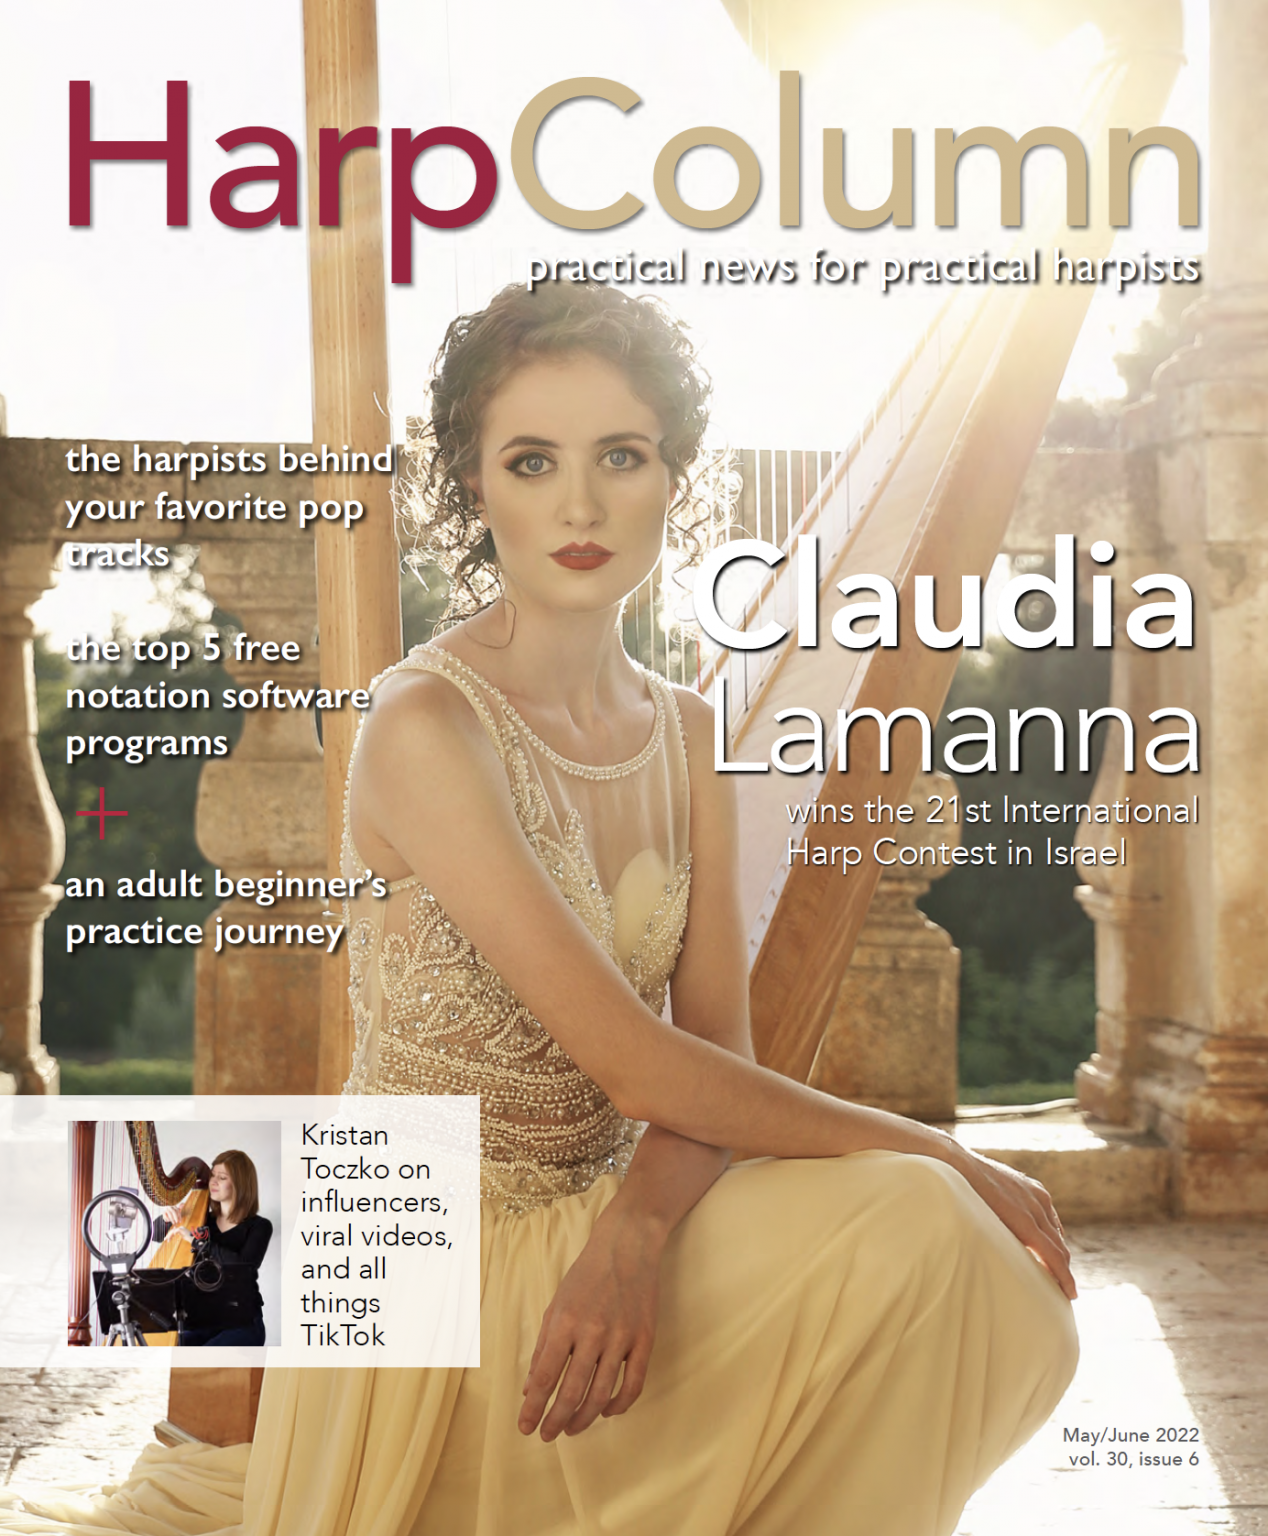 HarpColumn
practical news for practical harpists
the harpists behind
your favorite pop
tracks
the top 5 free
notation software
programs
+
an adult beginner's
practice journey
Claudia
Lamanna
wins the 21st International
Harp Contest in Israel
Kristan
Toczko on
influencers,
viral videos,
and all
things
TikTok
May/June 2022
vol. 30, issue 6